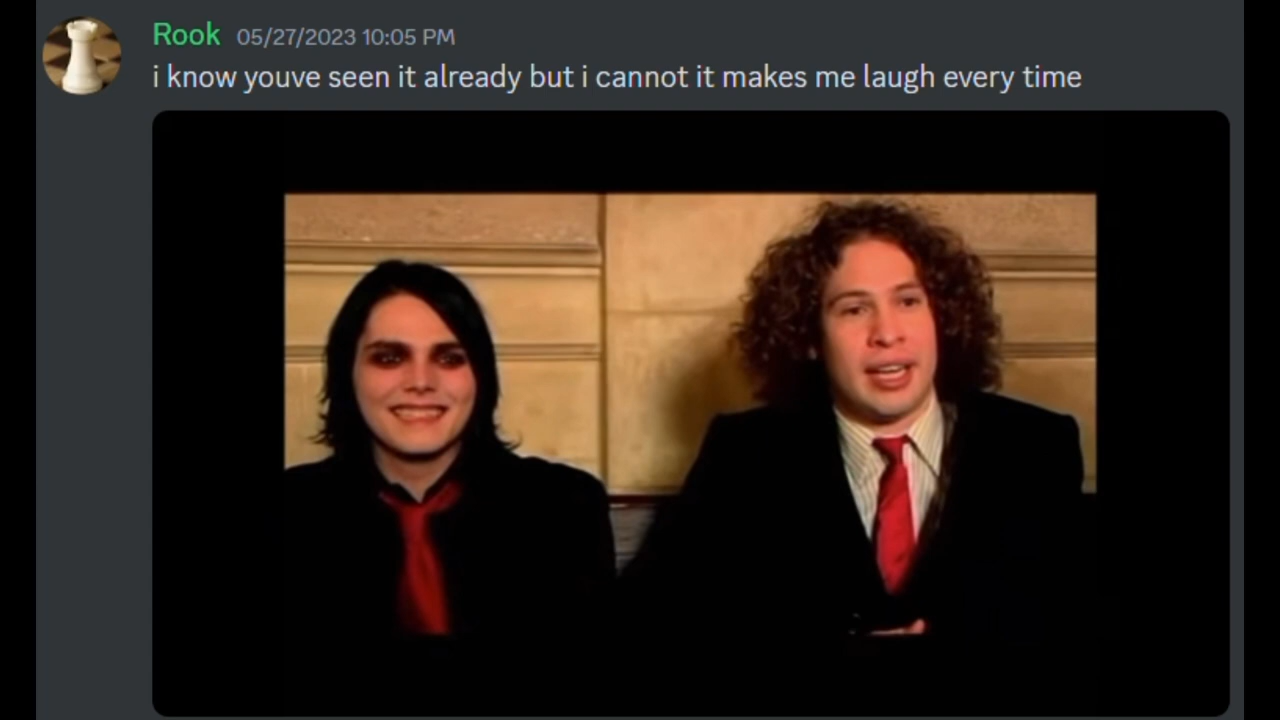 Rook 05/27/2023 10:05 PM
i know youve seen it already but i cannot it makes me laugh every time